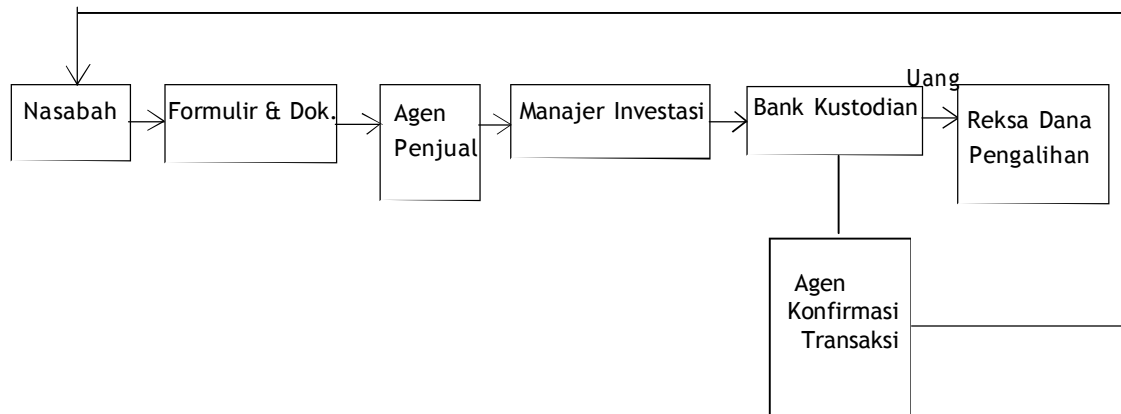 Nasabah
Formulir & Dok.
Agen
Penjual
Manajer Investasi
Bank Kustodian
Uang
Reksa Dana
Pengalihan
Agen
Konfirmasi
Transaksi